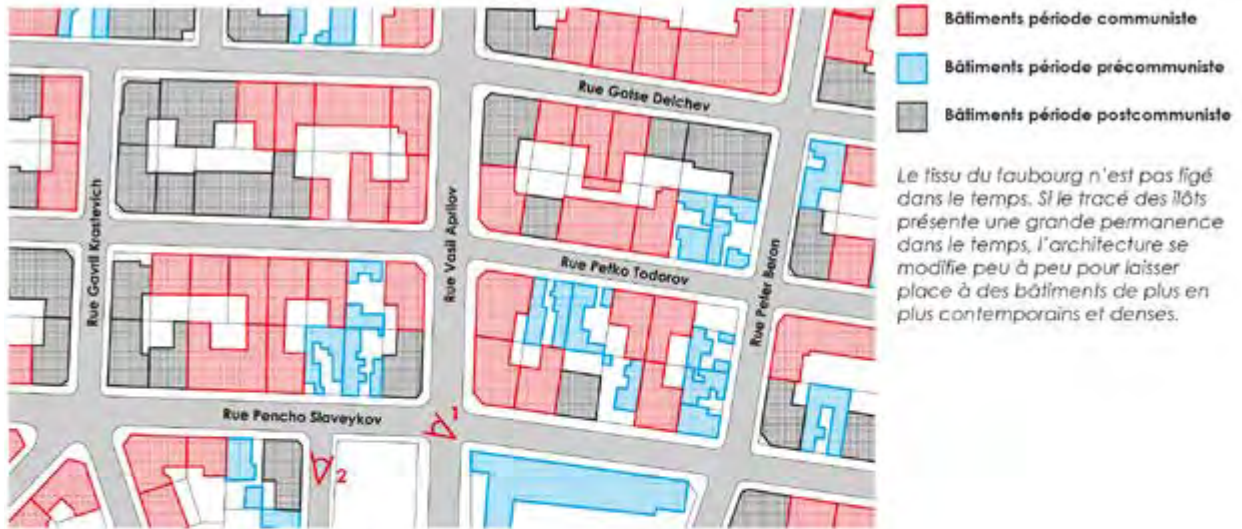 Bâtiments période communiste
Bâtiments période précommuniste
Bâtiments période postcommuniste
Le tissu du faubourg n'est pas figé
dans le temps. Si le tracé des îlots
présente une grande permanence
dans le temps, l'architecture se
modifie peu à peu pour laisser
place à des bâtiments de plus en
plus contemporains et denses.
Rue Gotse Delchev
Rue Gavril Krastevich
Rue Vasil Aprilov
Rue Petko Todorov
Rue Peter Beron
Rue Pencho Slaveykov
1
2